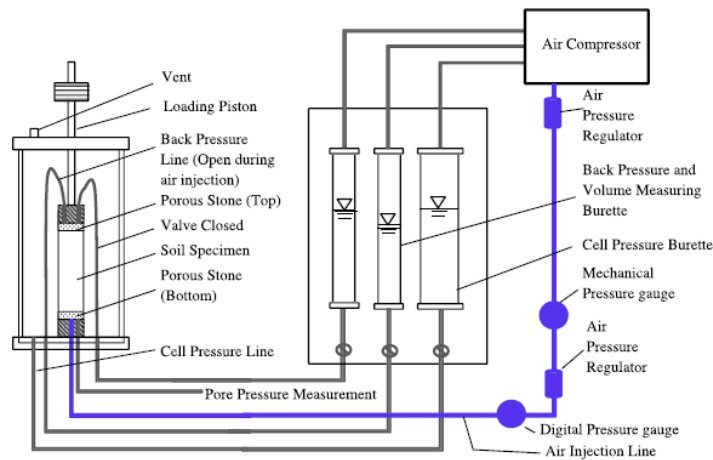 Vent
Loading Piston
Back Pressure
Line (Open during
air injection)
Porous Stone (Top)
Valve Closed
Soil Specimen
Porous Stone
(Bottom)
Cell Pressure Line
Pore Pressure Measurement
Air Compressor
Air
Pressure
Regulator
Back Pressure and
Volume Measuring
Burette
Cell Pressure Burette
Mechanical
Pressure gauge
Air
Pressure
Regulator
Digital Pressure gauge
Air Injection Line